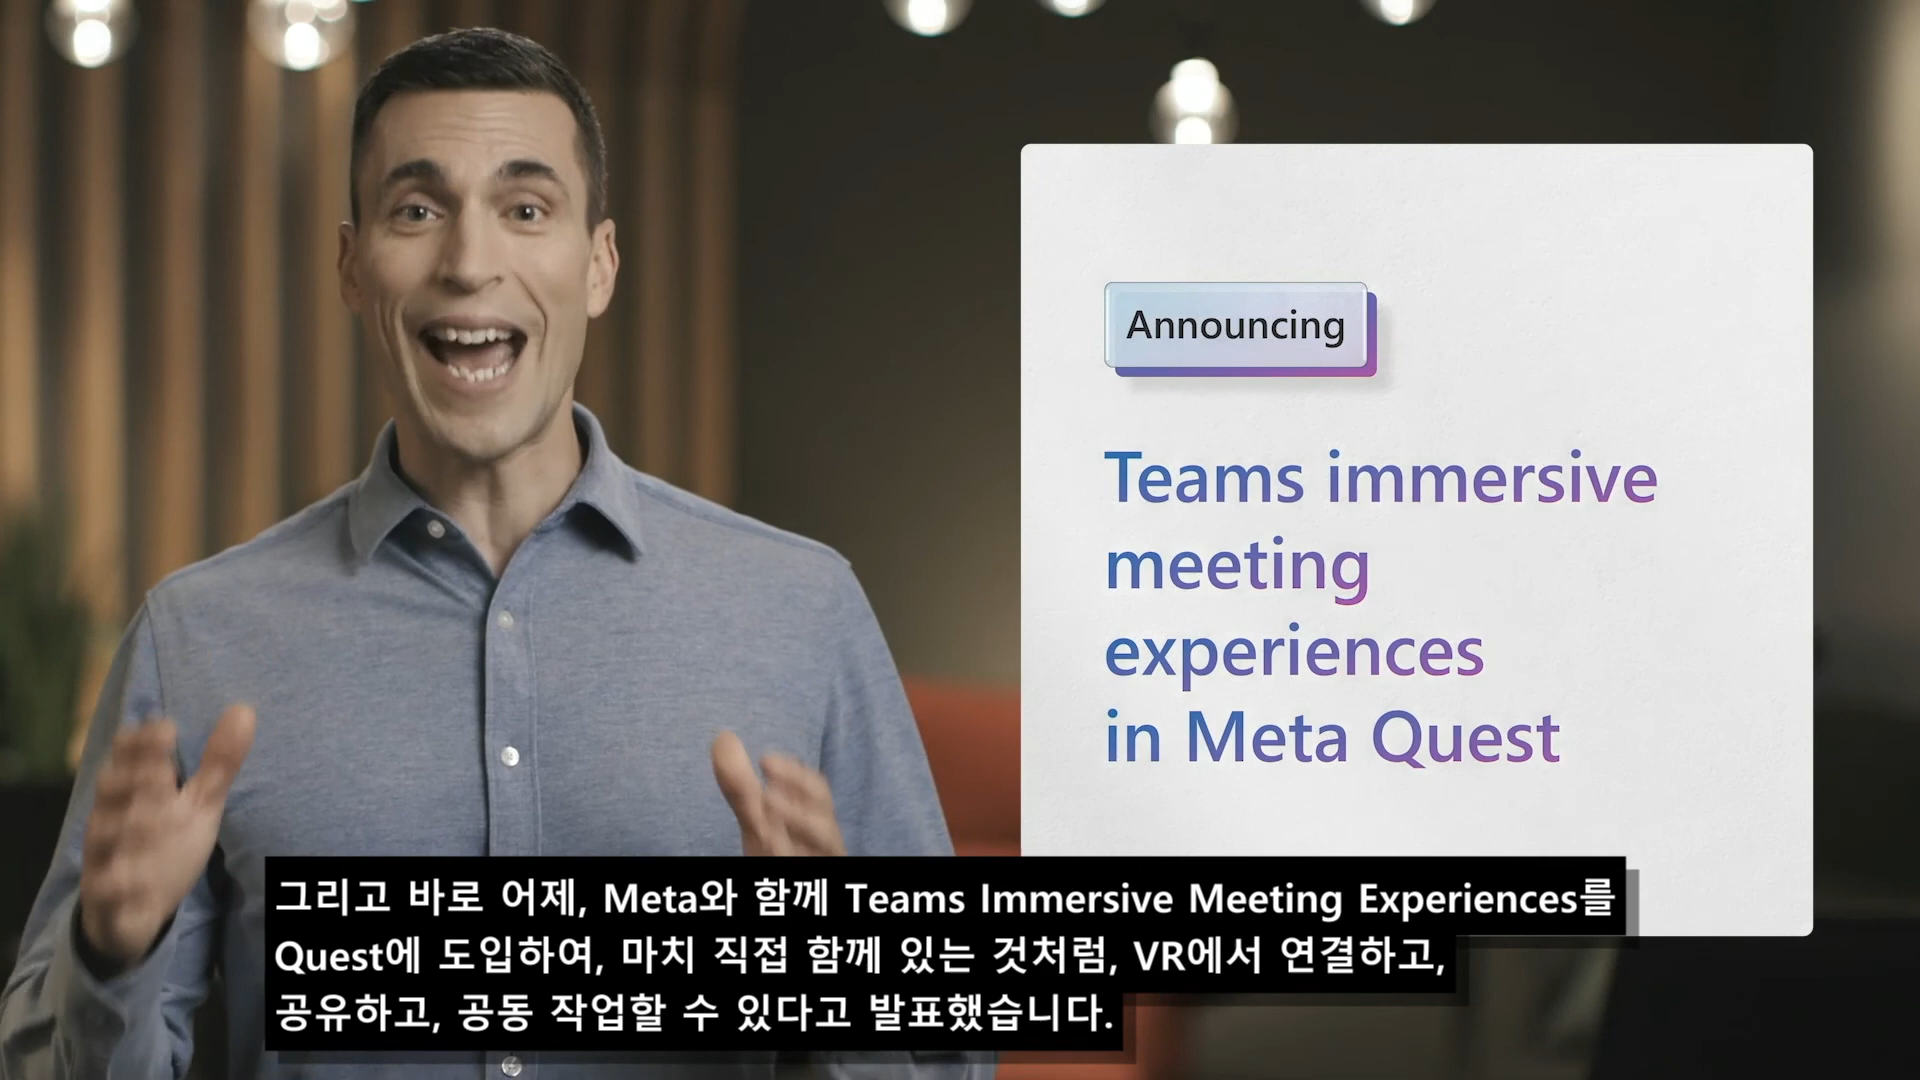 Announcing
Teams immersive
meeting
experiences
in Meta Quest
그리고 바로 어제, Meta와 함께 Teams Immersive Meeting Experiences를
Quest에 도입하여, 마치 직접 함께 있는 것처럼, VR에서 연결하고,
공유하고, 공동 작업할 수 있다고 발표했습니다.